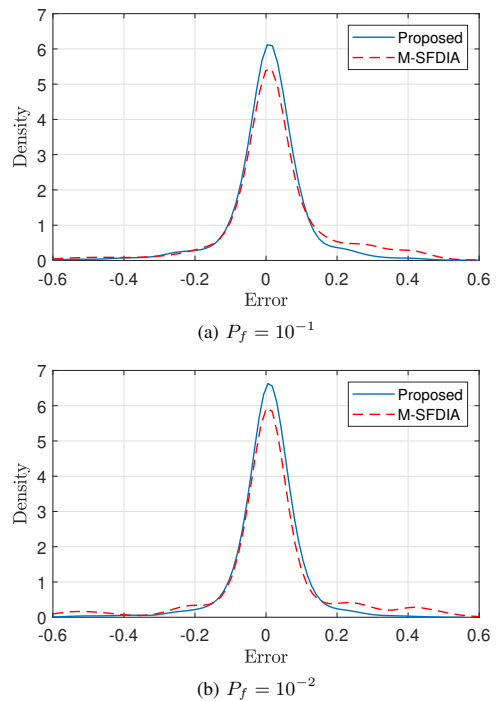 7
6
5
4
3
2
1
0
Density
Proposed
M-SFDIA
-0.6 -0.4 -0.2 0 0.2 0.4 0.6
Error
(a) P_f = 10^{-1}
7
6
5
4
3
2
1
0
Density
Proposed
M-SFDIA
-0.6 -0.4 -0.2 0 0.2 0.4 0.6
Error
(b) P_f = 10^{-2}